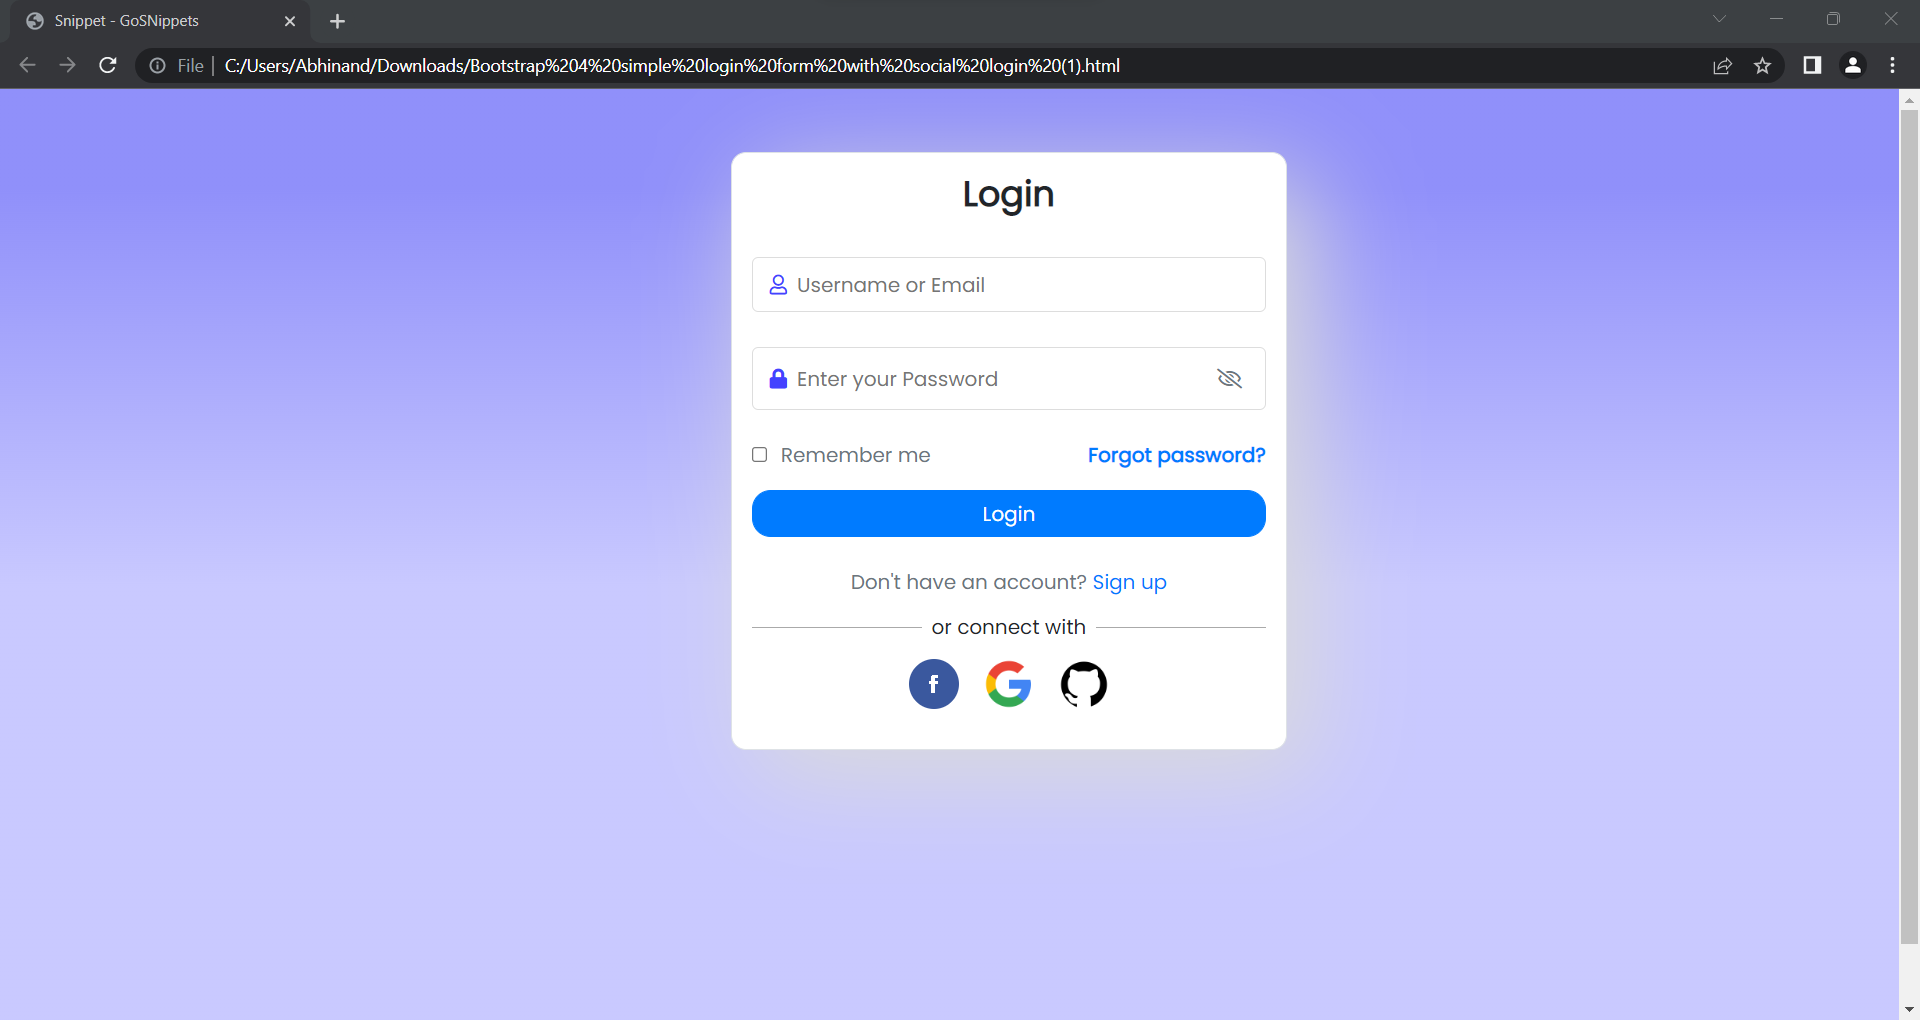 Snippet - GoSNippets
File | C:/Users/Abhinand/Downloads/Bootstrap%204%20simple%20login%20form%20with%20social%20login%20(1).html
Login
Username or Email
Enter your Password
Remember me Forgot password?
Login
Don't have an account? Sign up
or connect with
f G